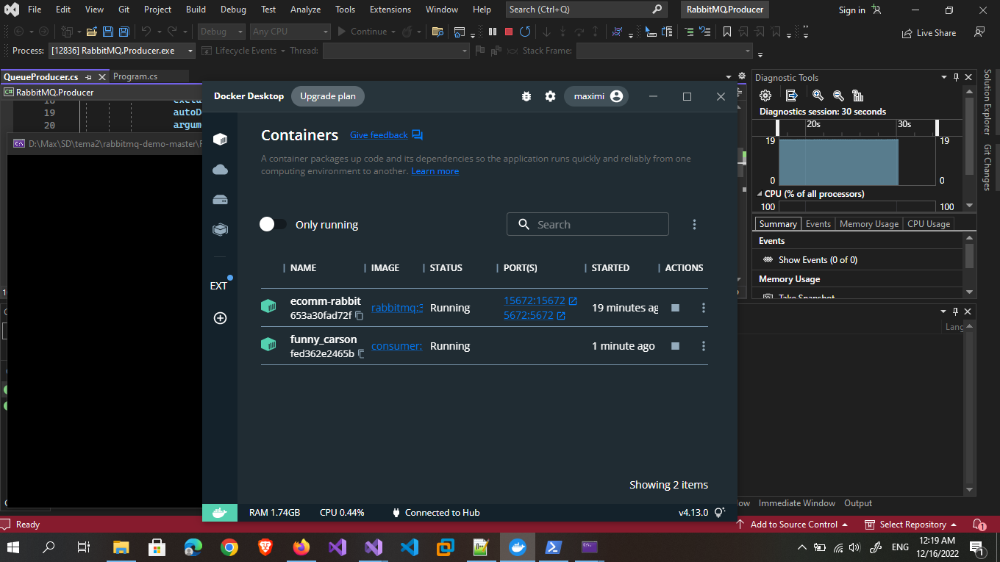 File Edit View Git Project Build Debug Test Analyze Tools Extensions Window Help Search (Ctrl+Q) RabbitMQ.Producer Sign in
Debug Any CPU Continue Live Share
Process: [12836] RabbitMQ.Producer.exe Lifecycle Events Thread: Stack Frame:
QueueProducer.cs Program.cs
RabbitMQ.Producer
19 autoD
20 argume
D:\Max\SD\tema2\rabbitmq-demo-master\
Docker Desktop Upgrade plan maximi
Containers Give feedback
A container packages up code and its dependencies so the application runs quickly and reliably from one
computing environment to another. Learn more
Only running Search
NAME IMAGE STATUS PORT(S) STARTED ACTIONS
ecomm-rabbit rabbitmq:3 Running 15672:15672 19 minutes ag
653a30fad72f 5672:5672
funny_carson consumer: Running 1 minute ago
fed362e2465b
EXT
Showing 2 items
RAM 1.74GB CPU 0.44% Connected to Hub v4.13.0
Diagnostic Tools
Diagnostics session: 30 seconds
20s 30s
19 19
0 0
CPU (% of all processors)
100 100
Summary Events Memory Usage CPU Usage
Events
Show Events (0 of 0)
Memory Usage
Take Snapshot
Solution Explorer
Git Changes
Lang
Immediate Window Output
Ready Add to Source Control Select Repository 1
ENG 12:19 AM
12/16/2022 1